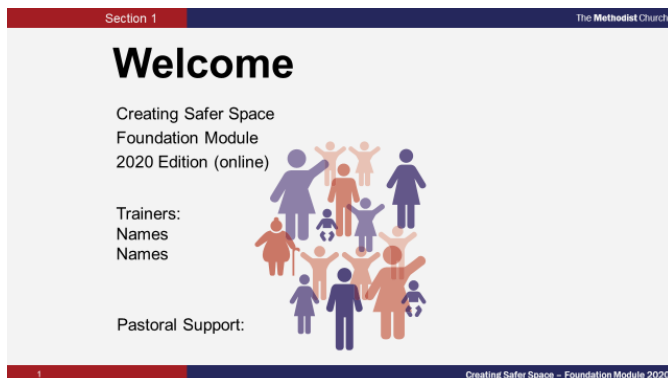 Section 1
The Methodist Church
Welcome
Creating Safer Space
Foundation Module
2020 Edition (online)
Trainers:
Names
Names
Pastoral Support:
1
Creating Safer Space – Foundation Module 2020